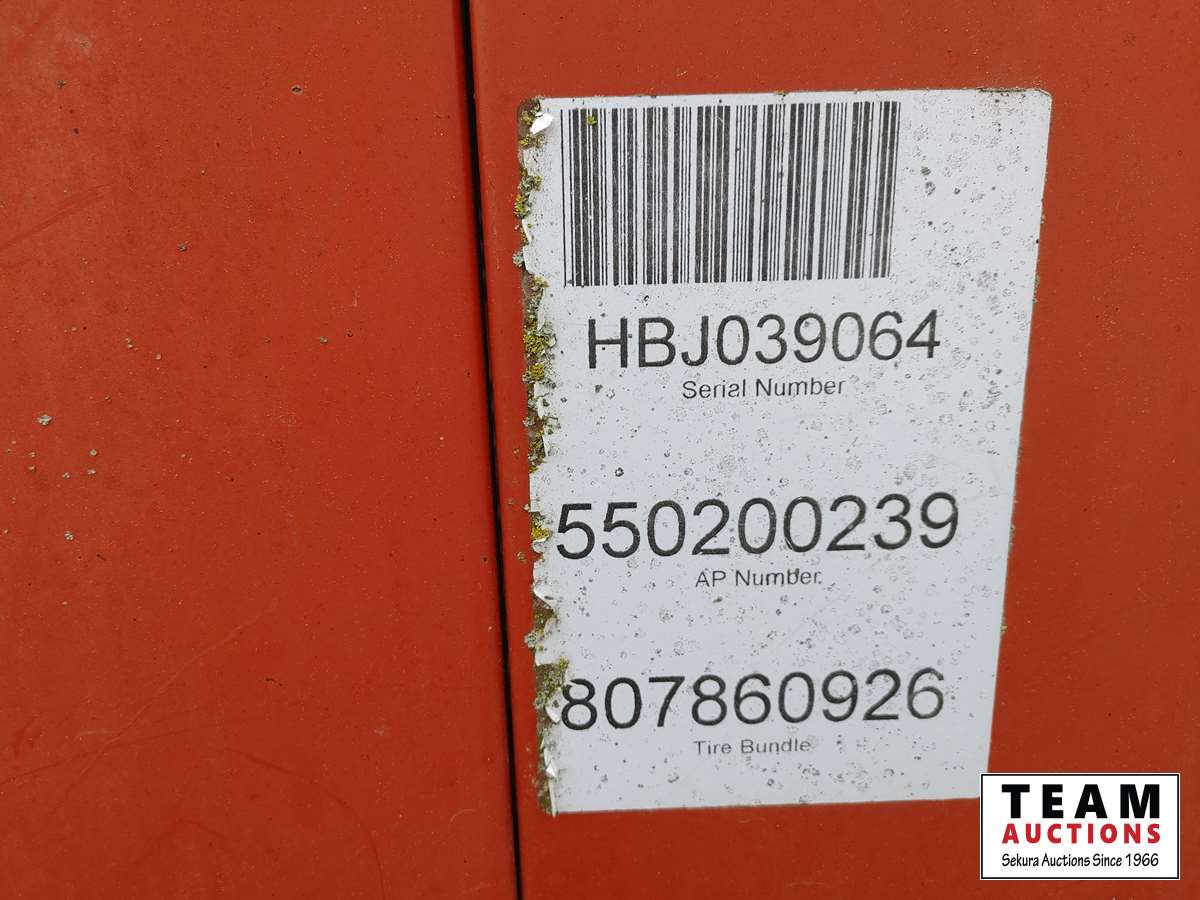 HBJ039064
Serial Number
550200239
AP Number
807860926
Tire Bundle
TEAM
AUCTIONS
Sekura Auctions Since 1966